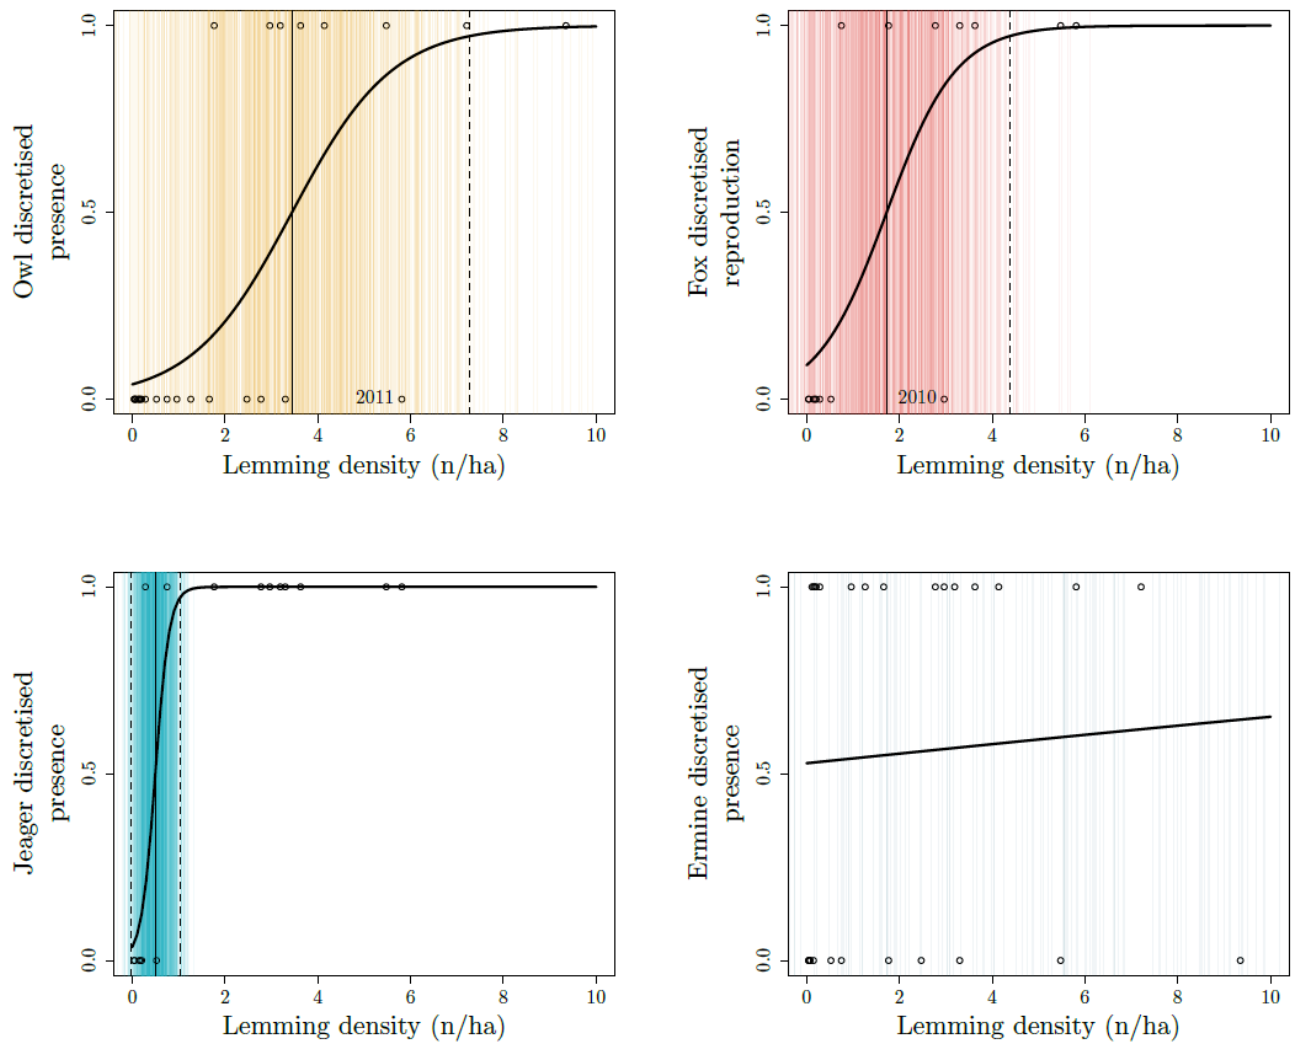 Owl discretised
presence
0.0
0.5
1.0
2011
0 2 4 6 8 10
Lemming density (n/ha)
Fox discretised
reproduction
0.0
0.5
1.0
2010
0 2 4 6 8 10
Lemming density (n/ha)
Jeager discretised
presence
0.0
0.5
1.0
0 2 4 6 8 10
Lemming density (n/ha)
Ermine discretised
presence
0.0
0.5
1.0
0 2 4 6 8 10
Lemming density (n/ha)